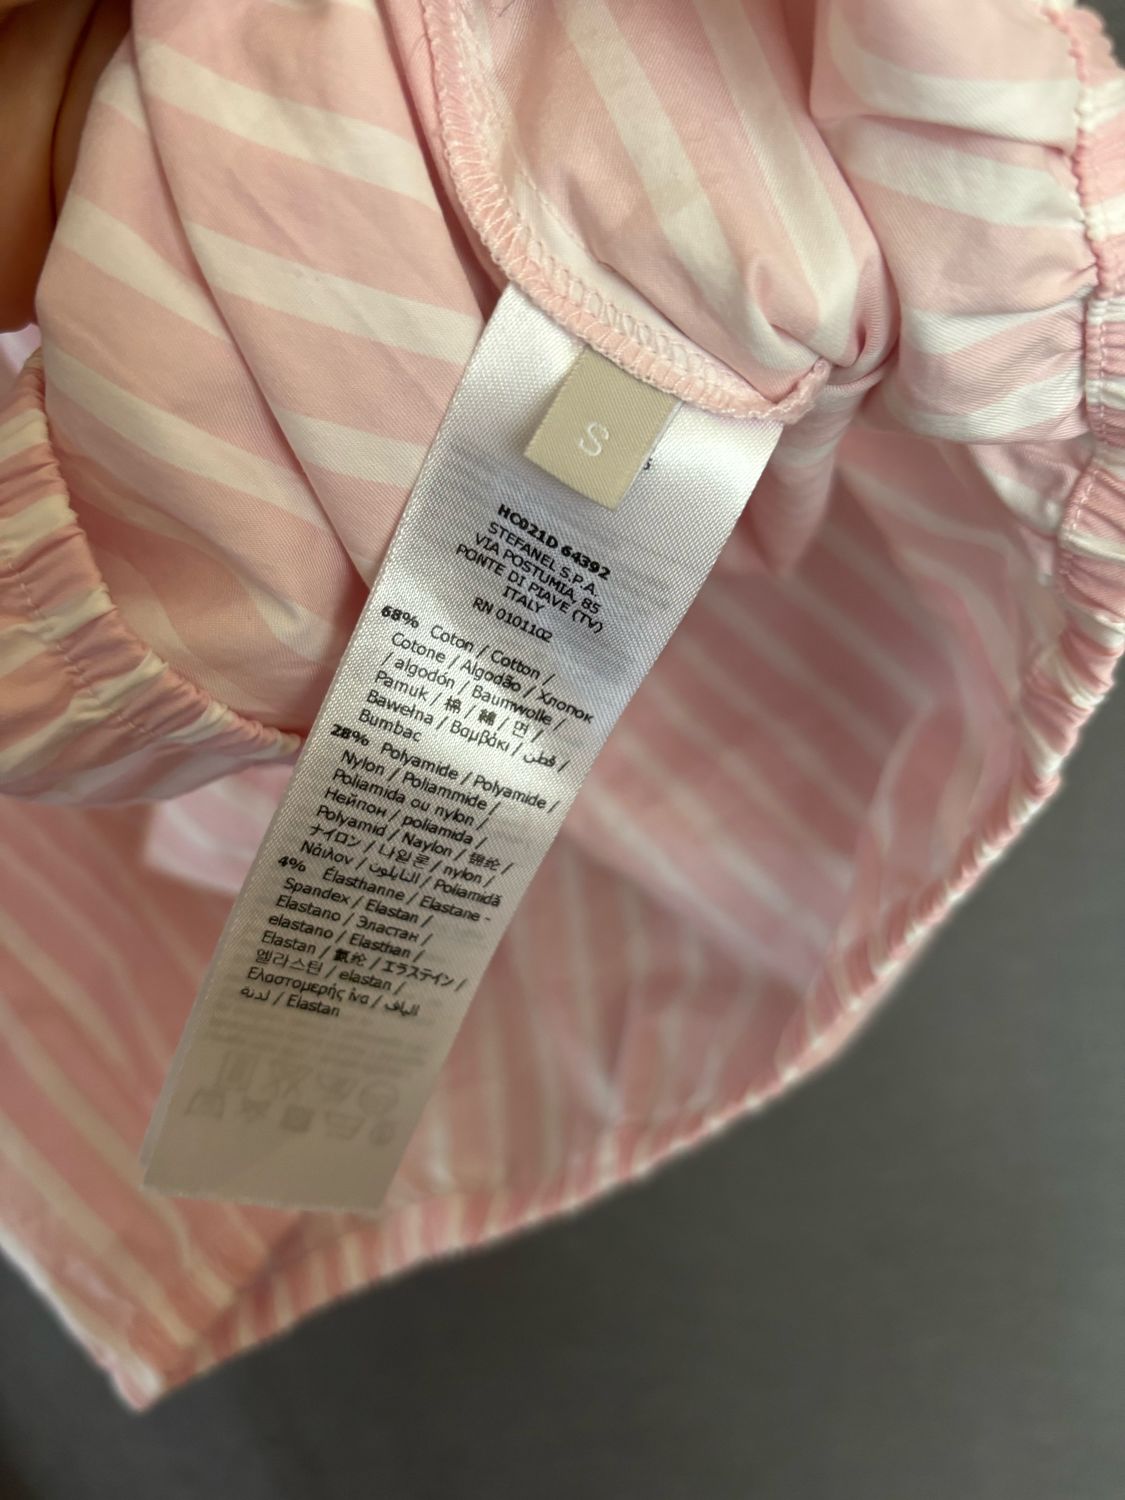 S
HC021D 64392
STEFANEL S.P.A.
VIA POSTUMIA, 85
PONTE DI PIAVE (TV)
ITALY
RN 0101102
68% Coton / Cotton /
Cotone / Algodão / Хлопок
/ algodón / Baumwolle /
Pamuk / 棉 / 綿 / 면 /
Bawełna / Βαμβάκι / قطن /
Bumbac
28% Polyamide / Polyamide /
Nylon / Poliammide /
Poliamida ou nylon /
Нейлон / poliamida /
Polyamid / Naylon / 锦纶 /
ナイロン / 나일론 / nylon /
Νάιλον / النايلون / Poliamidă
4% Élasthanne / Elastane -
Spandex / Elastan /
Elastano / Эластан /
elastano / Elasthan /
Elastan / 氨纶 / エラステイン /
엘라스틴 / elastan /
Ελαστομερής ίνα / الياف
لدنة / Elastan